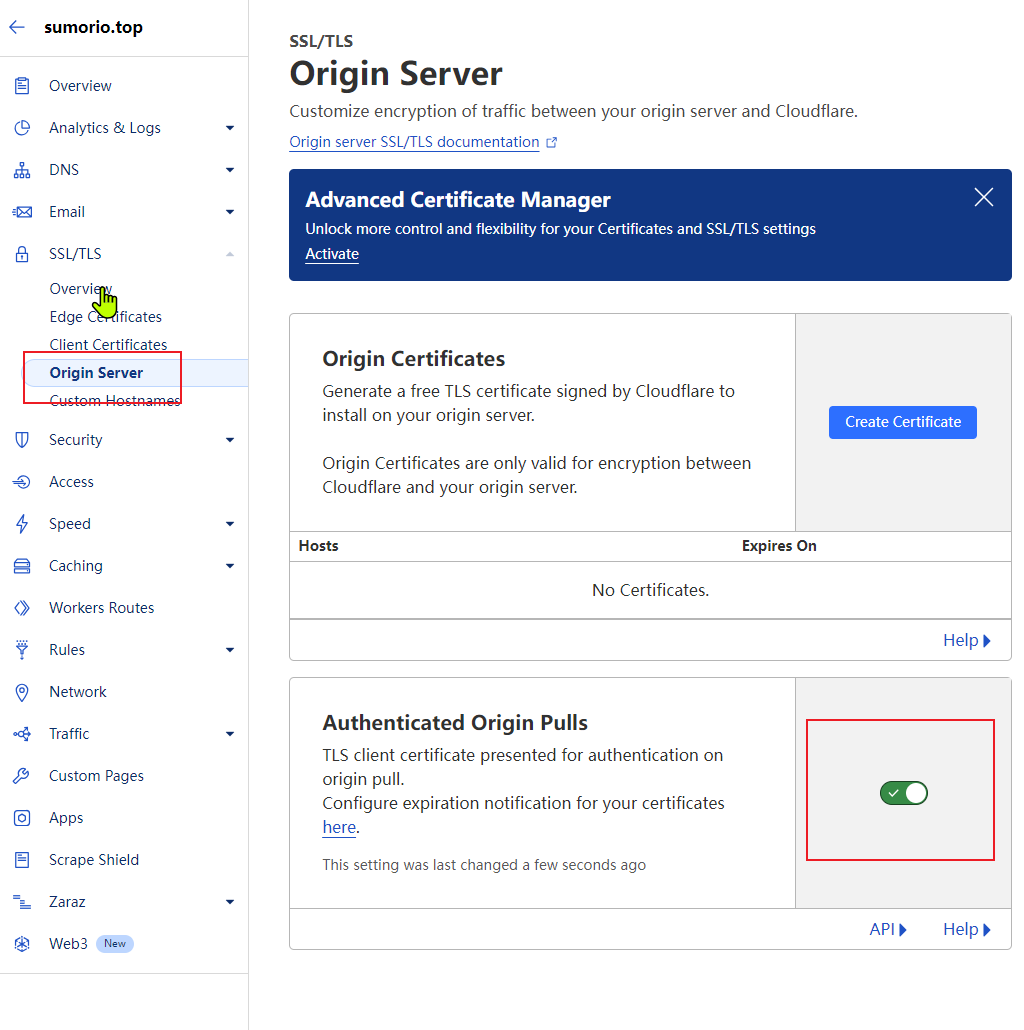 sumorio.top
Overview
Analytics & Logs
DNS
Email
SSL/TLS
Overview
Edge Certificates
Client Certificates
Origin Server
Custom Hostnames
Security
Access
Speed
Caching
Workers Routes
Rules
Network
Traffic
Custom Pages
Apps
Scrape Shield
Zaraz
Web3 New
SSL/TLS
Origin Server
Customize encryption of traffic between your origin server and Cloudflare.
Origin server SSL/TLS documentation
Advanced Certificate Manager
Unlock more control and flexibility for your Certificates and SSL/TLS settings
Activate
Origin Certificates
Generate a free TLS certificate signed by Cloudflare to
install on your origin server.
Origin Certificates are only valid for encryption between
Cloudflare and your origin server.
Create Certificate
Hosts Expires On
No Certificates.
Help
Authenticated Origin Pulls
TLS client certificate presented for authentication on
origin pull.
Configure expiration notification for your certificates
here.
This setting was last changed a few seconds ago
API Help